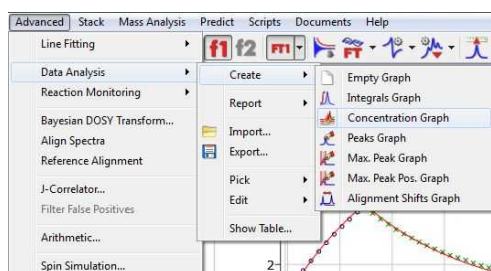 Advanced Stack Mass Analysis Predict Scripts Documents Help
Line Fitting
f1 f2 FT1 FT
Data Analysis
Create
Empty Graph
Reaction Monitoring
Integrals Graph
Report
Concentration Graph
Bayesian DOSY Transform...
Import...
Peaks Graph
Align Spectra
Export...
Max. Peak Graph
Reference Alignment
Pick
Max. Peak Pos. Graph
J-Correlator...
Edit
Alignment Shifts Graph
Filter False Positives
Show Table...
Arithmetic...
Spin Simulation...
2